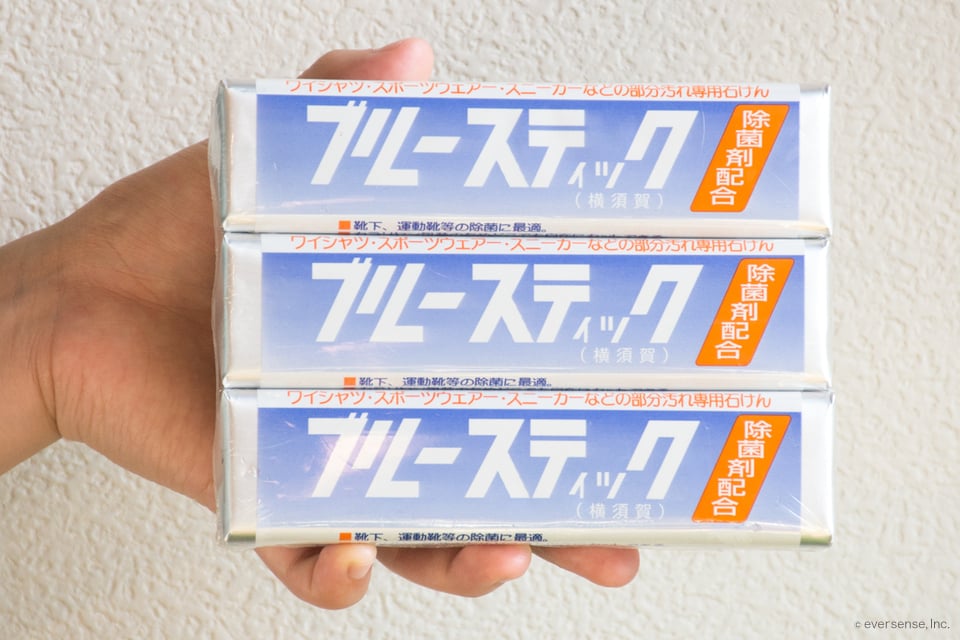 ワイシャツ・スポーツウェアー・スニーカーなどの部分汚れ専用石けん
ブルースティック
(横須賀)
除菌剤配合
■靴下、運動靴等の除菌に最適。
ワイシャツ・スポーツウェアー・スニーカーなどの部分汚れ専用石けん
ブルースティック
(横須賀)
除菌剤配合
■靴下、運動靴等の除菌に最適。
ワイシャツ・スポーツウェアー・スニーカーなどの部分汚れ専用石けん
ブルースティック
(横須賀)
除菌剤配合
■靴下、運動靴等の除菌に最適。
© eversense, Inc.